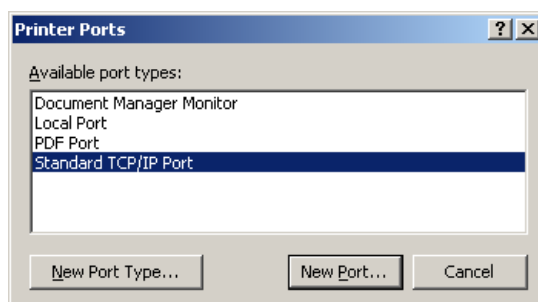 Printer Ports
Available port types:
Document Manager Monitor
Local Port
PDF Port
Standard TCP/IP Port
New Port Type... New Port... Cancel